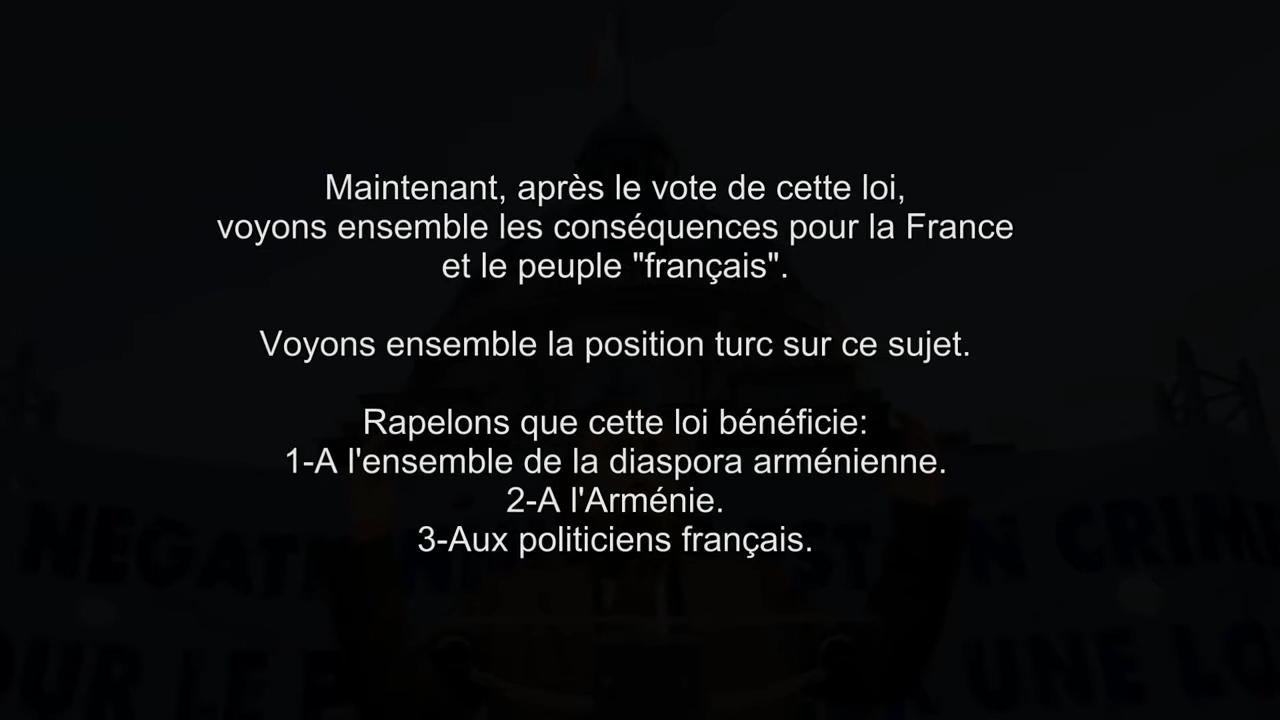 Maintenant, après le vote de cette loi,
voyons ensemble les conséquences pour la France
et le peuple "français".
Voyons ensemble la position turc sur ce sujet.
Rapelons que cette loi bénéficie:
1-A l'ensemble de la diaspora arménienne.
2-A l'Arménie.
3-Aux politiciens français.